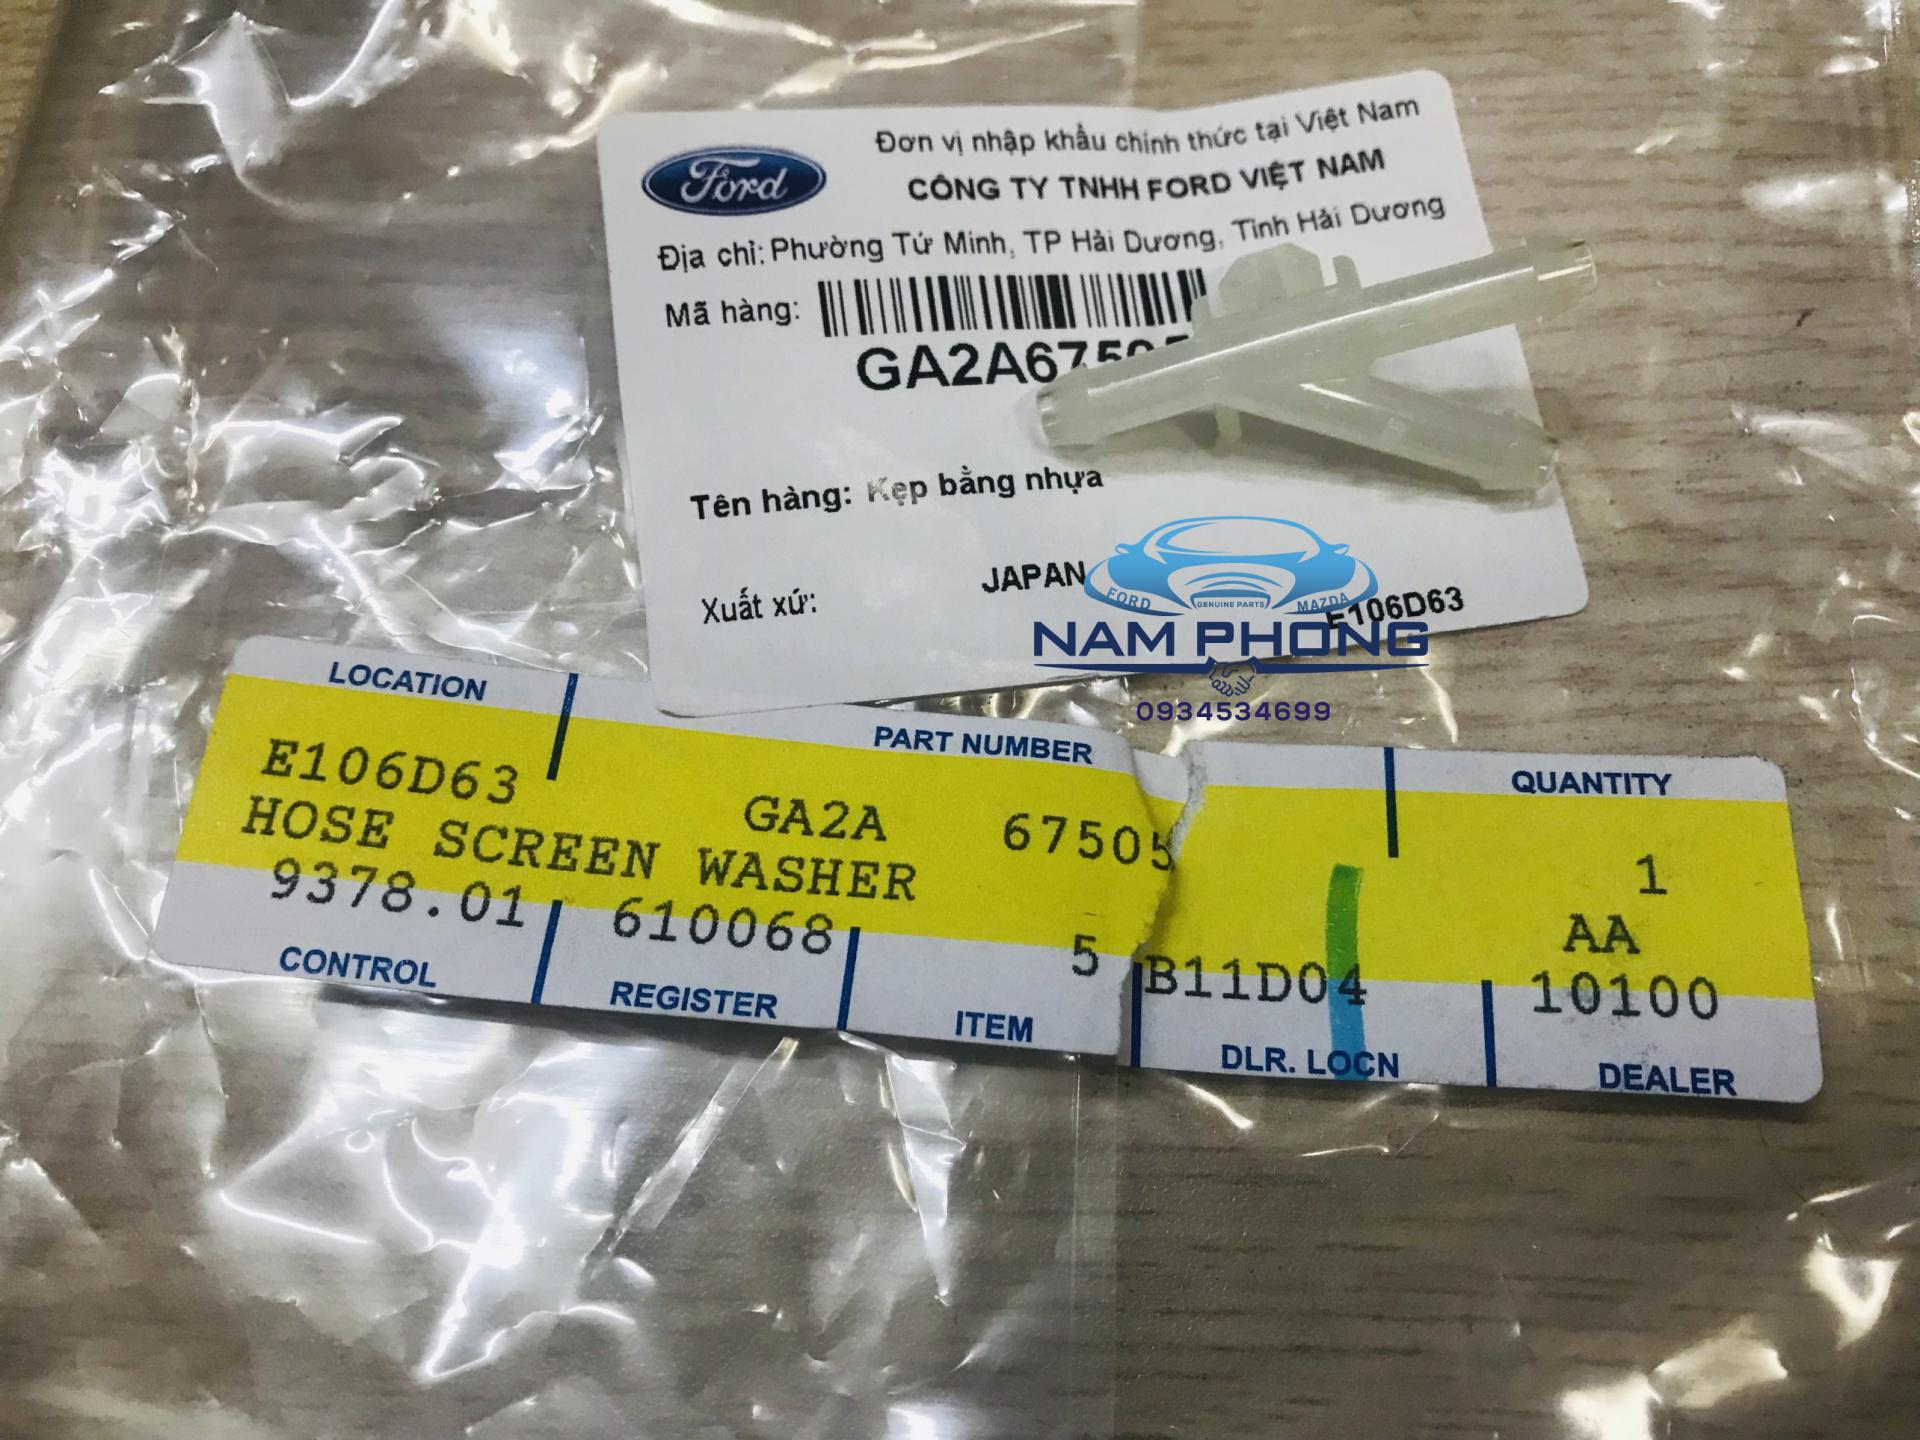 Ford
Đơn vị nhập khẩu chính thức tại Việt Nam
CÔNG TY TNHH FORD VIỆT NAM
Địa chỉ: Phường Tứ Minh, TP Hải Dương, Tỉnh Hải Dương
Mã hàng:
Tên hàng: Kẹp bằng nhựa
Xuất xứ: JAPAN
E106D63
FORD GENUINE PARTS MAZDA
NAM PHONG
0934534699
LOCATION PART NUMBER QUANTITY
E106D63 GA2A 67505 1
HOSE SCREEN WASHER AA
9378.01 610068 5 B11D04 10100
CONTROL REGISTER ITEM DLR. LOCN DEALER